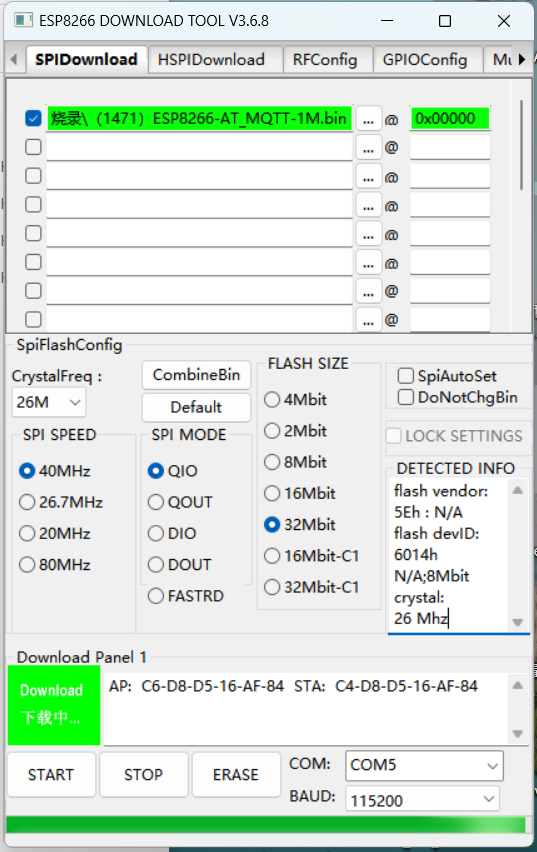 ESP8266 DOWNLOAD TOOL V3.6.8
SPIDownload HSPIDownload RFConfig GPIOConfig Mu
烧录\（1471）ESP8266-AT_MQTT-1M.bin ... @ 0x00000
... @
... @
... @
... @
... @
... @
... @
SpiFlashConfig
CrystalFreq :
26M
CombineBin
Default
SPI SPEED
40MHz
26.7MHz
20MHz
80MHz
SPI MODE
QIO
QOUT
DIO
DOUT
FASTRD
FLASH SIZE
4Mbit
2Mbit
8Mbit
16Mbit
32Mbit
16Mbit-C1
32Mbit-C1
SpiAutoSet
DoNotChgBin
LOCK SETTINGS
DETECTED INFO
flash vendor:
5Eh : N/A
flash devID:
6014h
N/A;8Mbit
crystal:
26 Mhz
Download Panel 1
Download
下载中...
AP: C6-D8-D5-16-AF-84 STA: C4-D8-D5-16-AF-84
START STOP ERASE
COM: COM5
BAUD: 115200